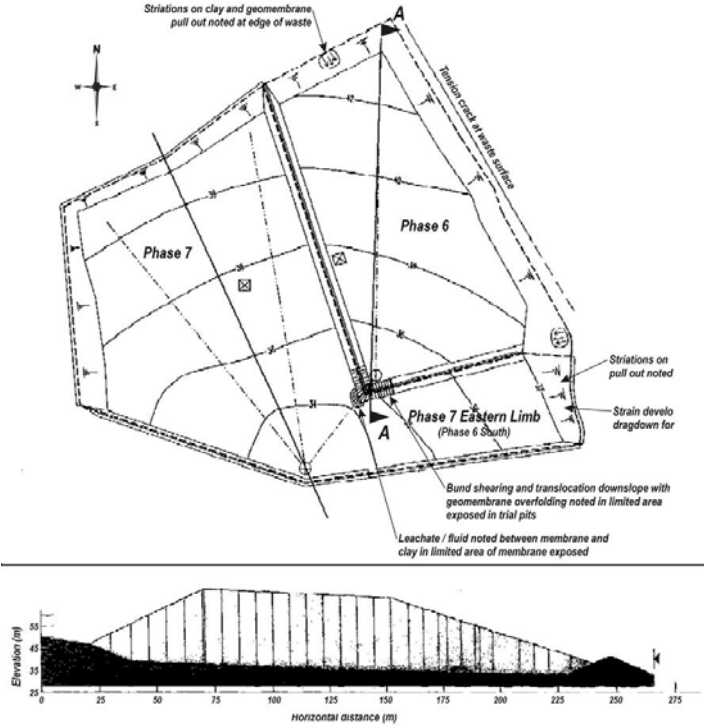 Striations on clay and geomembrane
pull out noted at edge of waste
A
N
W E
S
Tension crack at waste surface
Phase 7
Phase 6
34
Striations on
pull out noted
Strain develo
dragdown for
Phase 7 Eastern Limb
(Phase 6 South)
A
Bund shearing and translocation downslope with
geomembrane overfolding noted in limited area
exposed in trial pits
Leachate / fluid noted between membrane and
clay in limited area of membrane exposed
Elevation (m)
55
45
35
25
0 25 50 75 100 125 150 175 200 225 250 275
Horizontal distance (m)